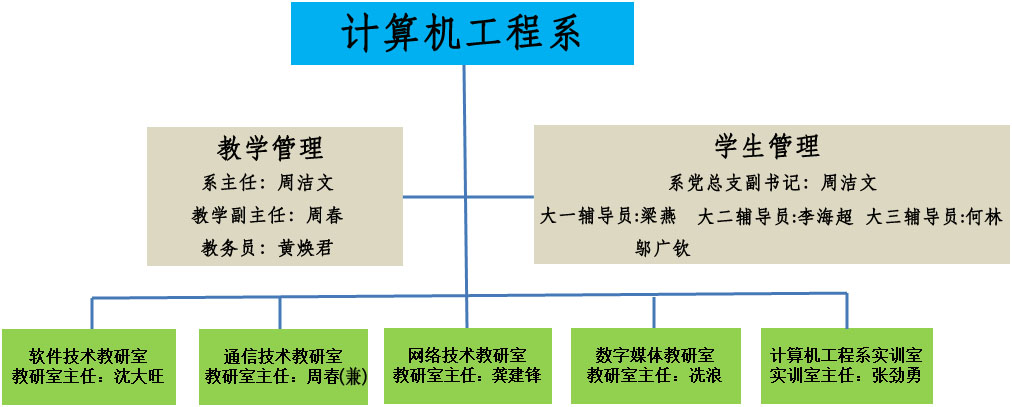 计算机工程系
教学管理
系主任：周洁文
教学副主任：周春
教务员：黄焕君
学生管理
系党总支副书记：周洁文
大一辅导员:梁燕 大二辅导员:李海超 大三辅导员:何林
邬广钦
软件技术教研室
教研室主任：沈大旺
通信技术教研室
教研室主任：周春(兼)
网络技术教研室
教研室主任：龚建锋
数字媒体教研室
教研室主任：冼浪
计算机工程系实训室
实训室主任：张劲勇